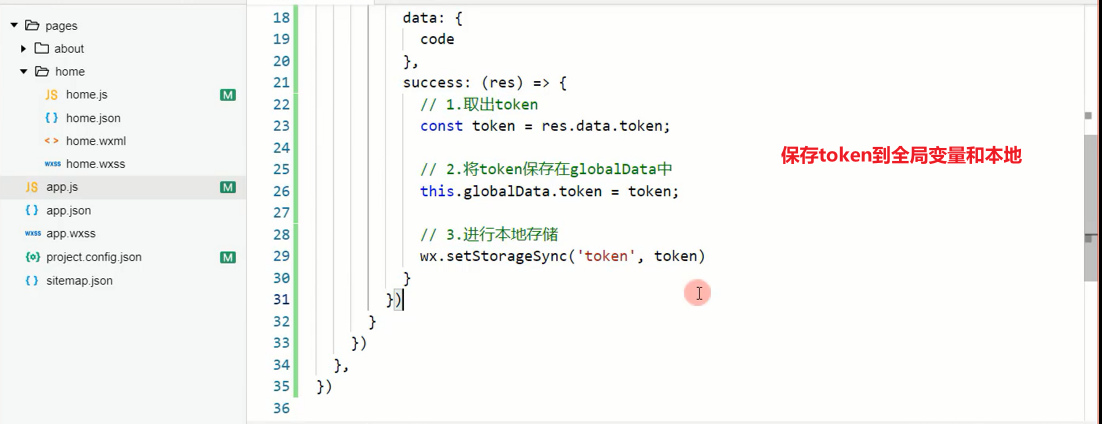 pages
about
home
JS home.js M
{ } home.json
< > home.wxml
wxss home.wxss
JS app.js M
{ } app.json
wxss app.wxss
{o} project.config.json M
{ } sitemap.json
18 data: {
19 code
20 },
21 success: (res) => {
22 // 1.取出token
23 const token = res.data.token;
24
25 // 2.将token保存在globalData中
26 this.globalData.token = token;
27
28 // 3.进行本地存储
29 wx.setStorageSync('token', token)
30 }
31 })
32 }
33 })
34 },
35 })
36
保存token到全局变量和本地